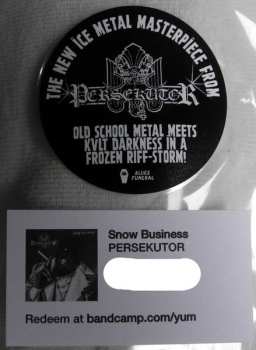 THE NEW ICE METAL MASTERPIECE FROM
PERSEKUTOR
OLD SCHOOL METAL MEETS
KVLT DARKNESS IN A
FROZEN RIFF-STORM!
BLUES
FUNERAL
Snow Business
PERSEKUTOR
Redeem at bandcamp.com/yum